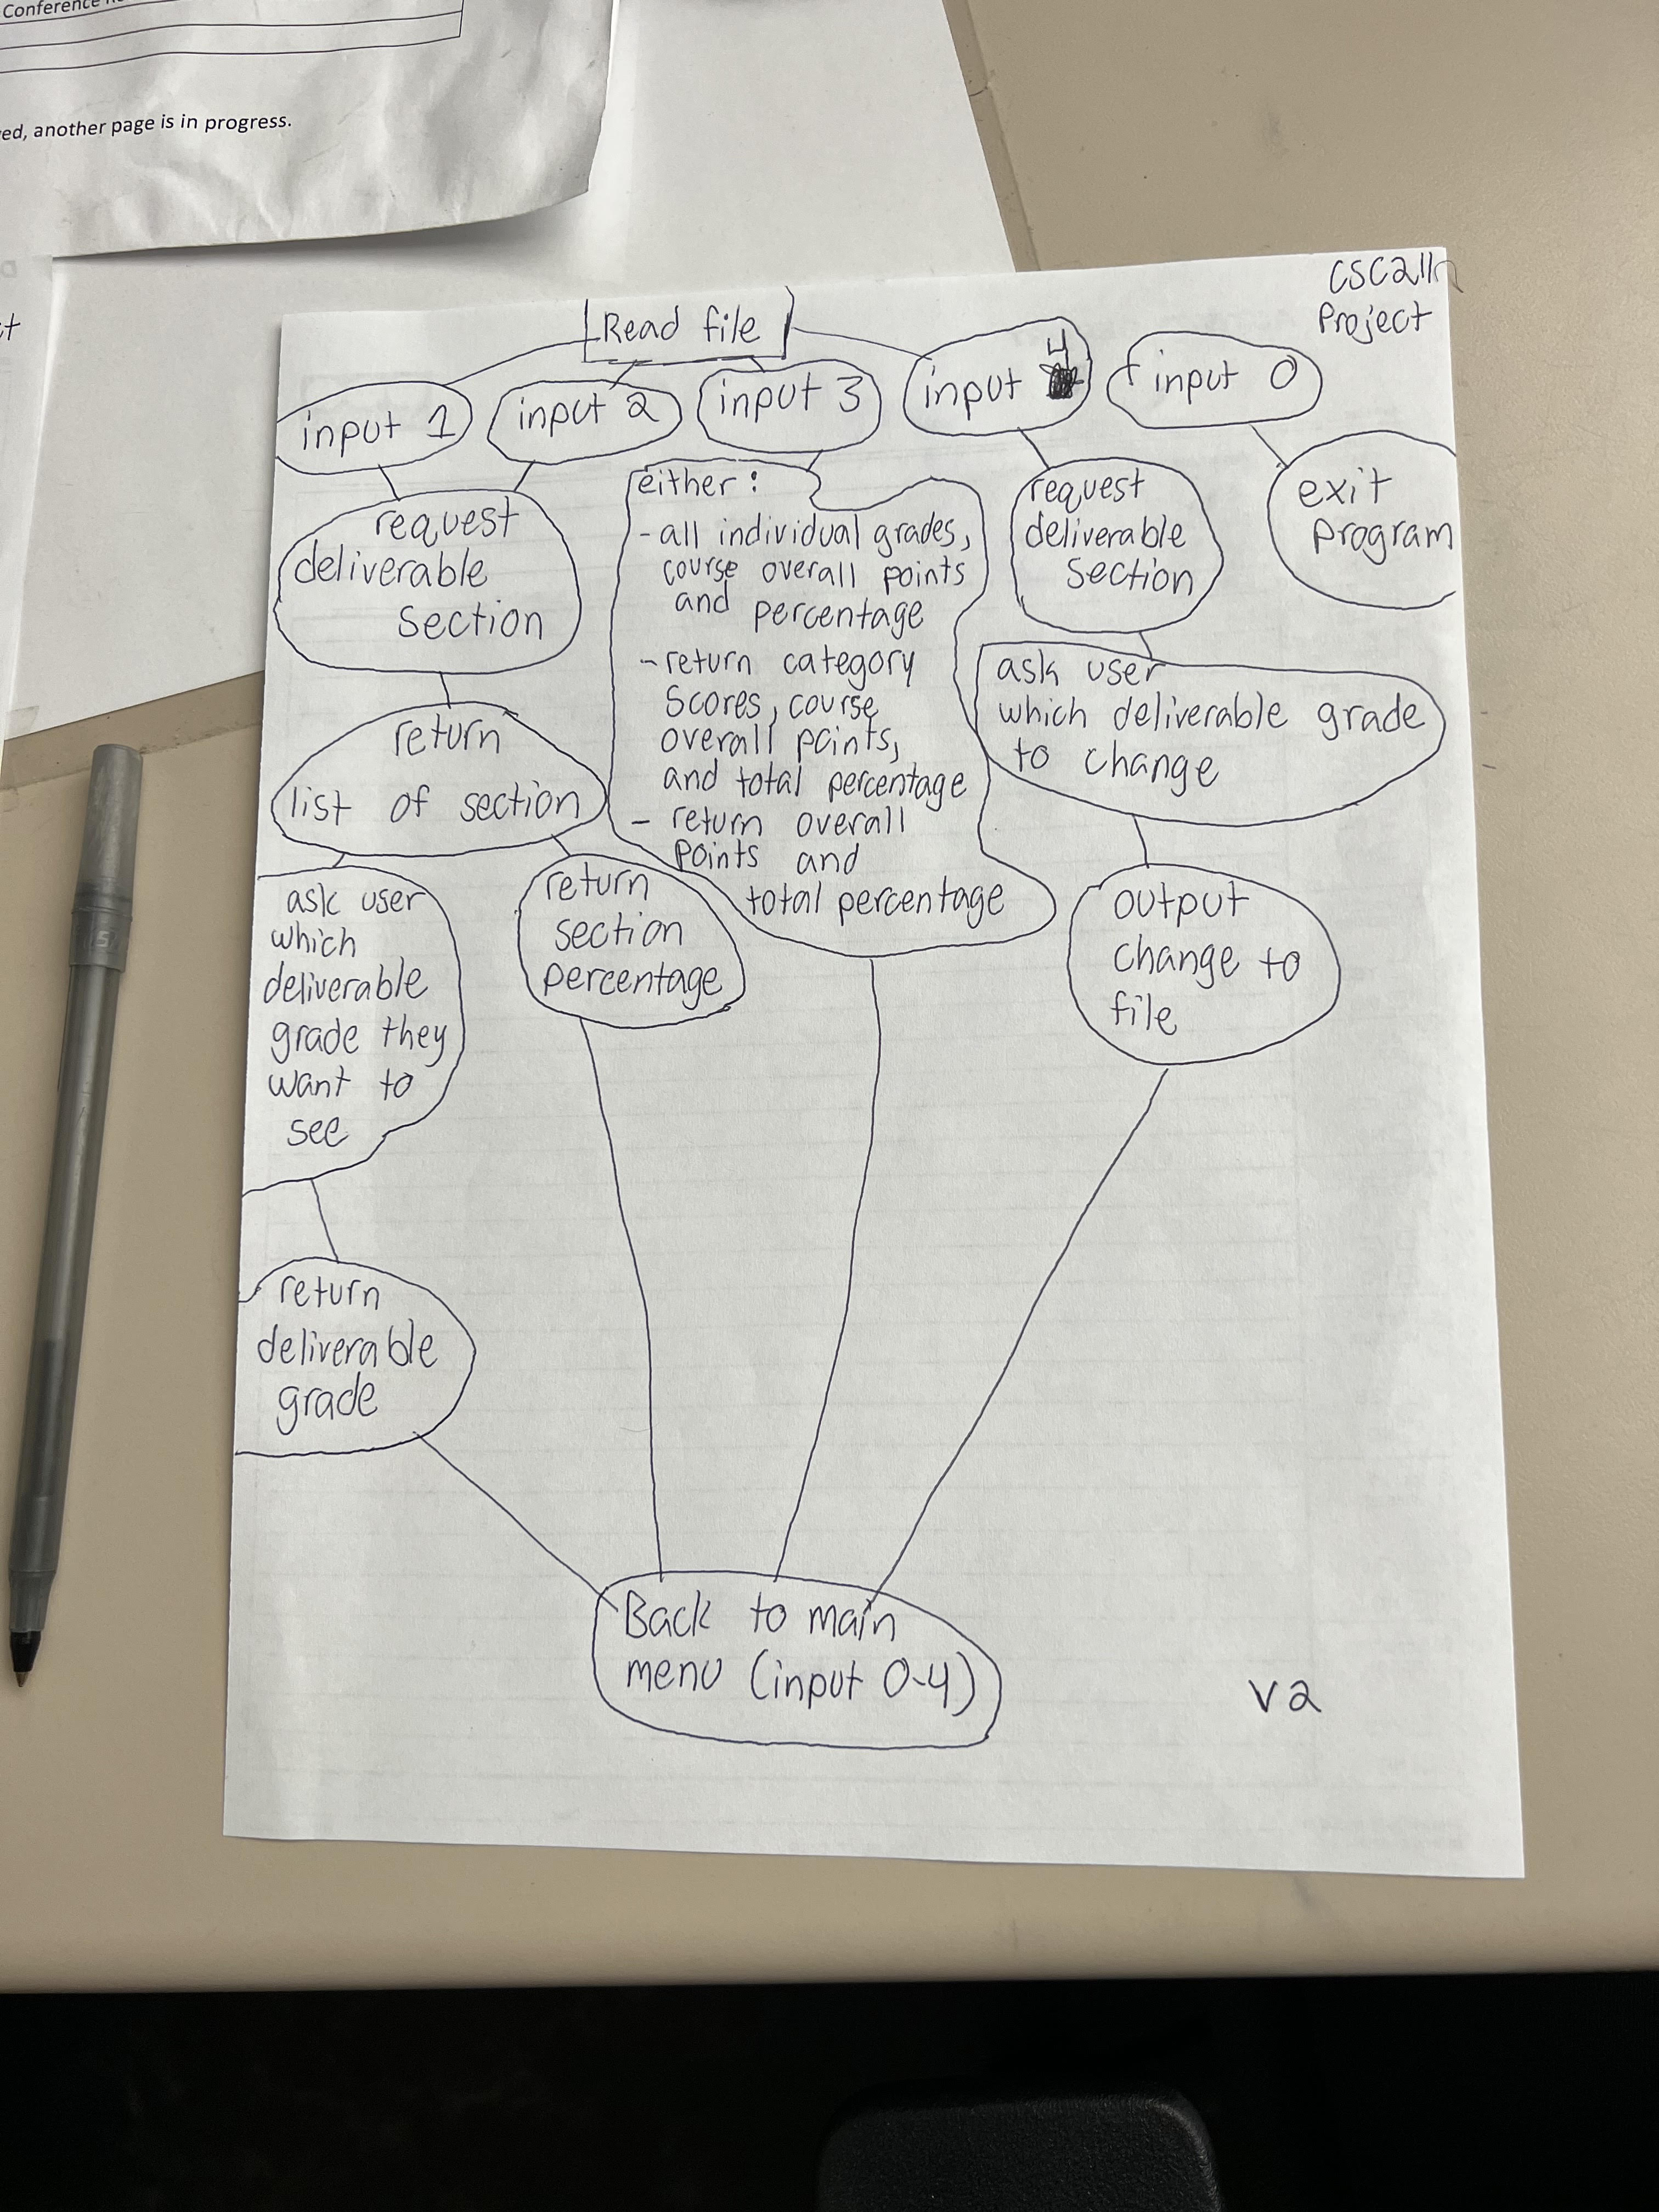 Conference
ed, another page is in progress.
CSC211
Project
Read file
input 1
input 2
input 3
input 4
input 0
request
deliverable
section
either:
- all individual grades,
course overall points
and percentage
- return category
scores, course
overall points,
and total percentage
- return overall
points and
total percentage
request
deliverable
section
exit
program
return
list of section
ask user
which deliverable grade
to change
ask user
which
deliverable
grade they
want to
see
return
section
percentage
output
change to
file
return
deliverable
grade
Back to main
menu (input 0-4)
v2